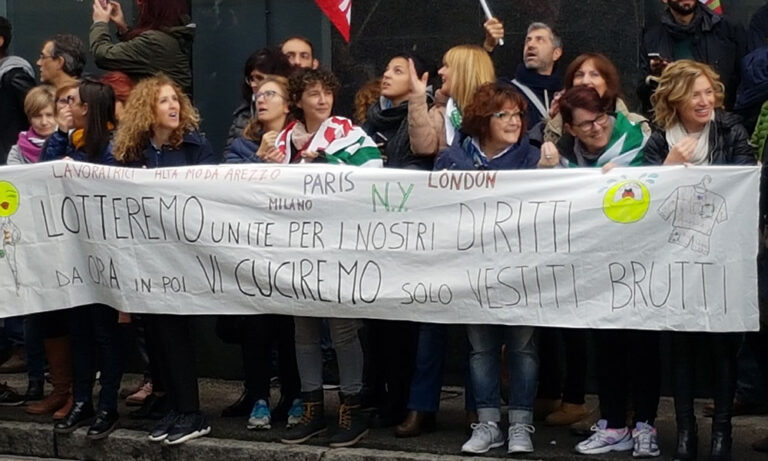 LAVORATRICI ALTA MODA AREZZO PARIS LONDON
MILANO N.Y.
LOTTEREMO UNITE PER I NOSTRI DIRITTI
DA ORA IN POI VI CUCIREMO SOLO VESTITI BRUTTI